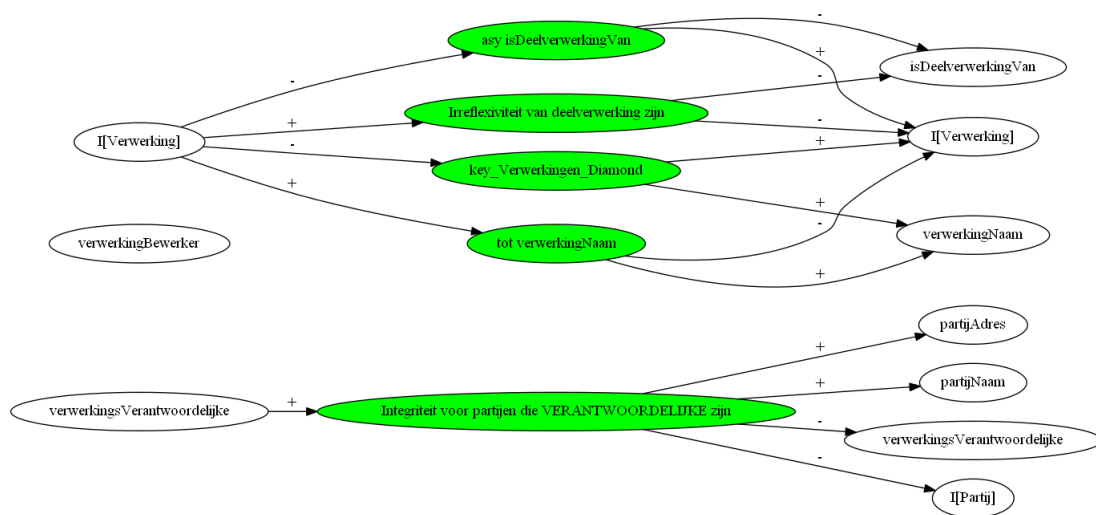 asy isDeelverwerkingVan
-
+
isDeelverwerkingVan
-
-
Irreflexiviteit van deelverwerking zijn
+
-
I[Verwerking]
I[Verwerking]
-
key_Verwerkingen_Diamond
+
+
+
verwerkingNaam
verwerkingBewerker
tot verwerkingNaam
-
+
partijAdres
+
+
partijNaam
verwerkingsVerantwoordelijke
+
Integriteit voor partijen die VERANTWOORDELIJKE zijn
-
verwerkingsVerantwoordelijke
-
I[Partij]